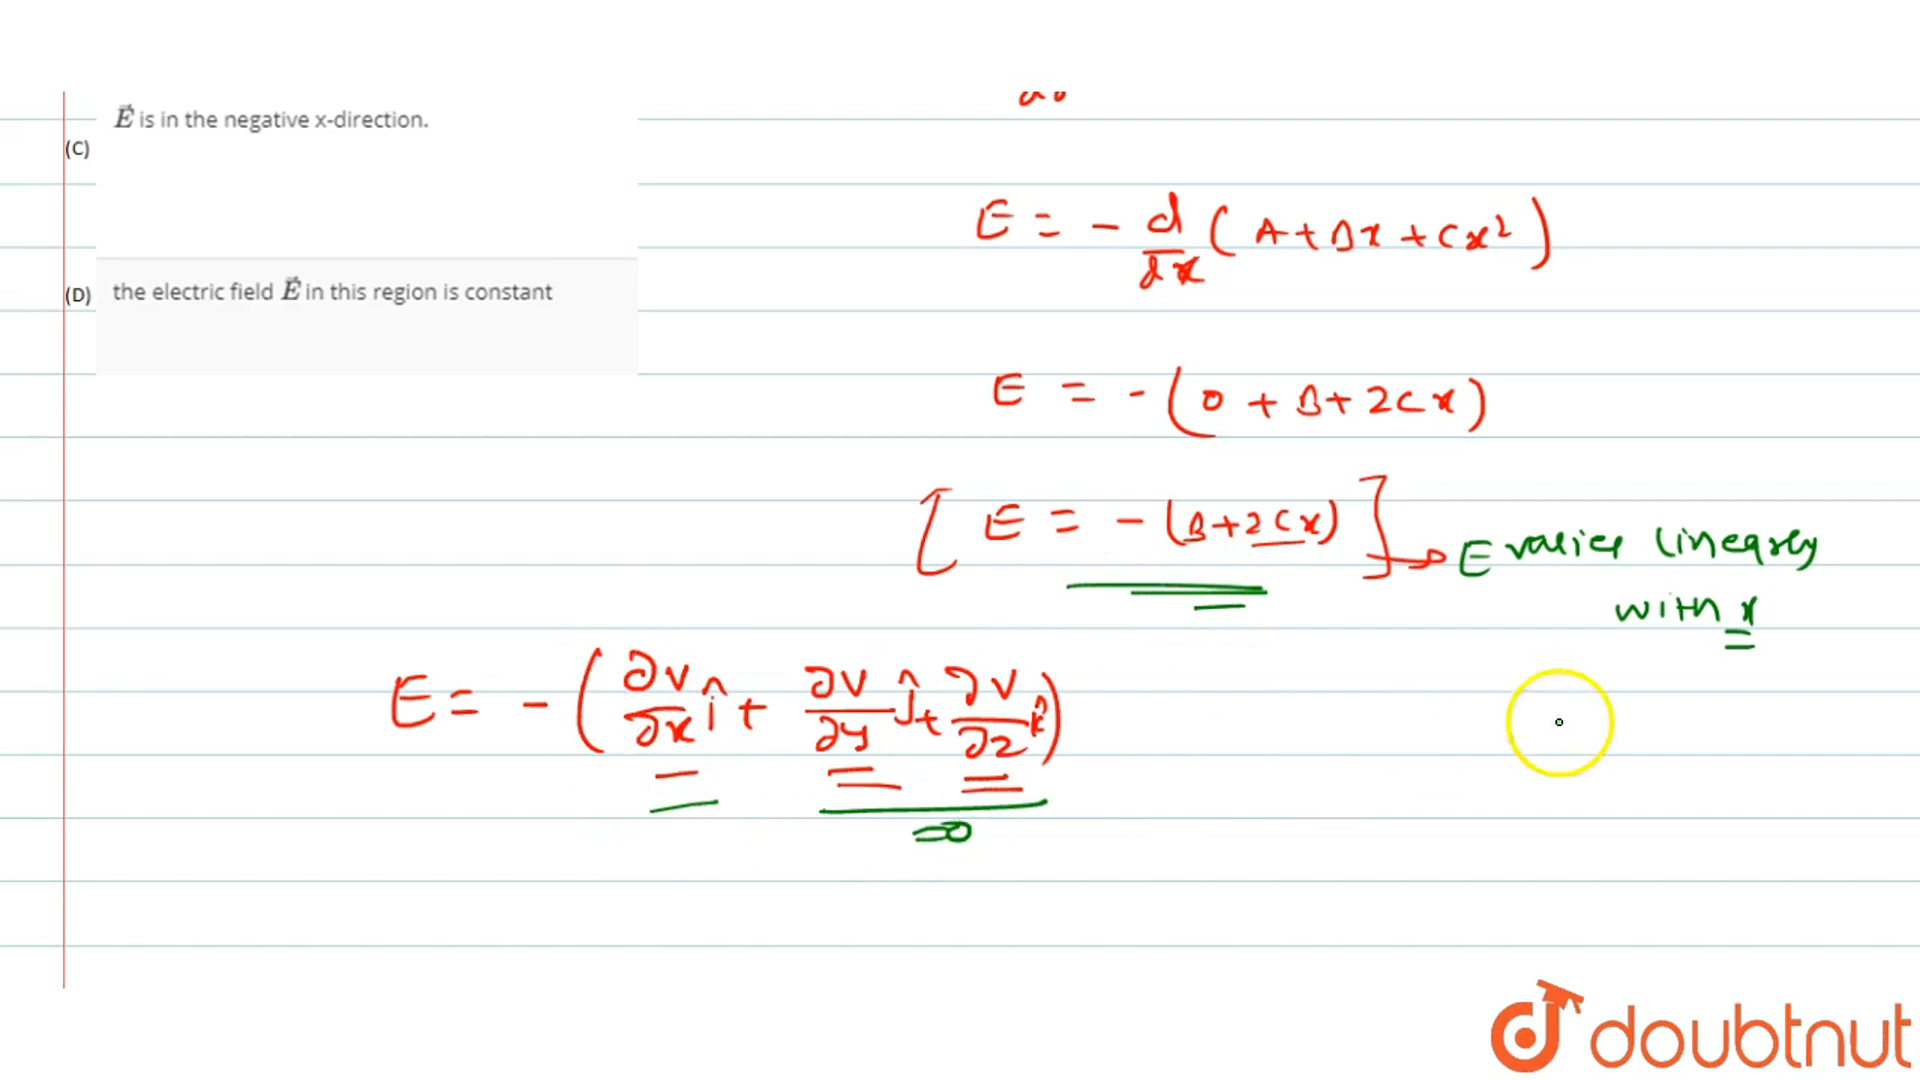 E⃗ is in the negative x-direction.
(C)
E = - d/dx (A + Bx + Cx²)
(D) the electric field E⃗ in this region is constant
E = - (0 + B + 2Cx)
[E = - (B + 2Cx)] → E varies linearly
with x
E = - (∂V/∂x î + ∂V/∂y ĵ + ∂V/∂z k̂)
=0
doubtnut